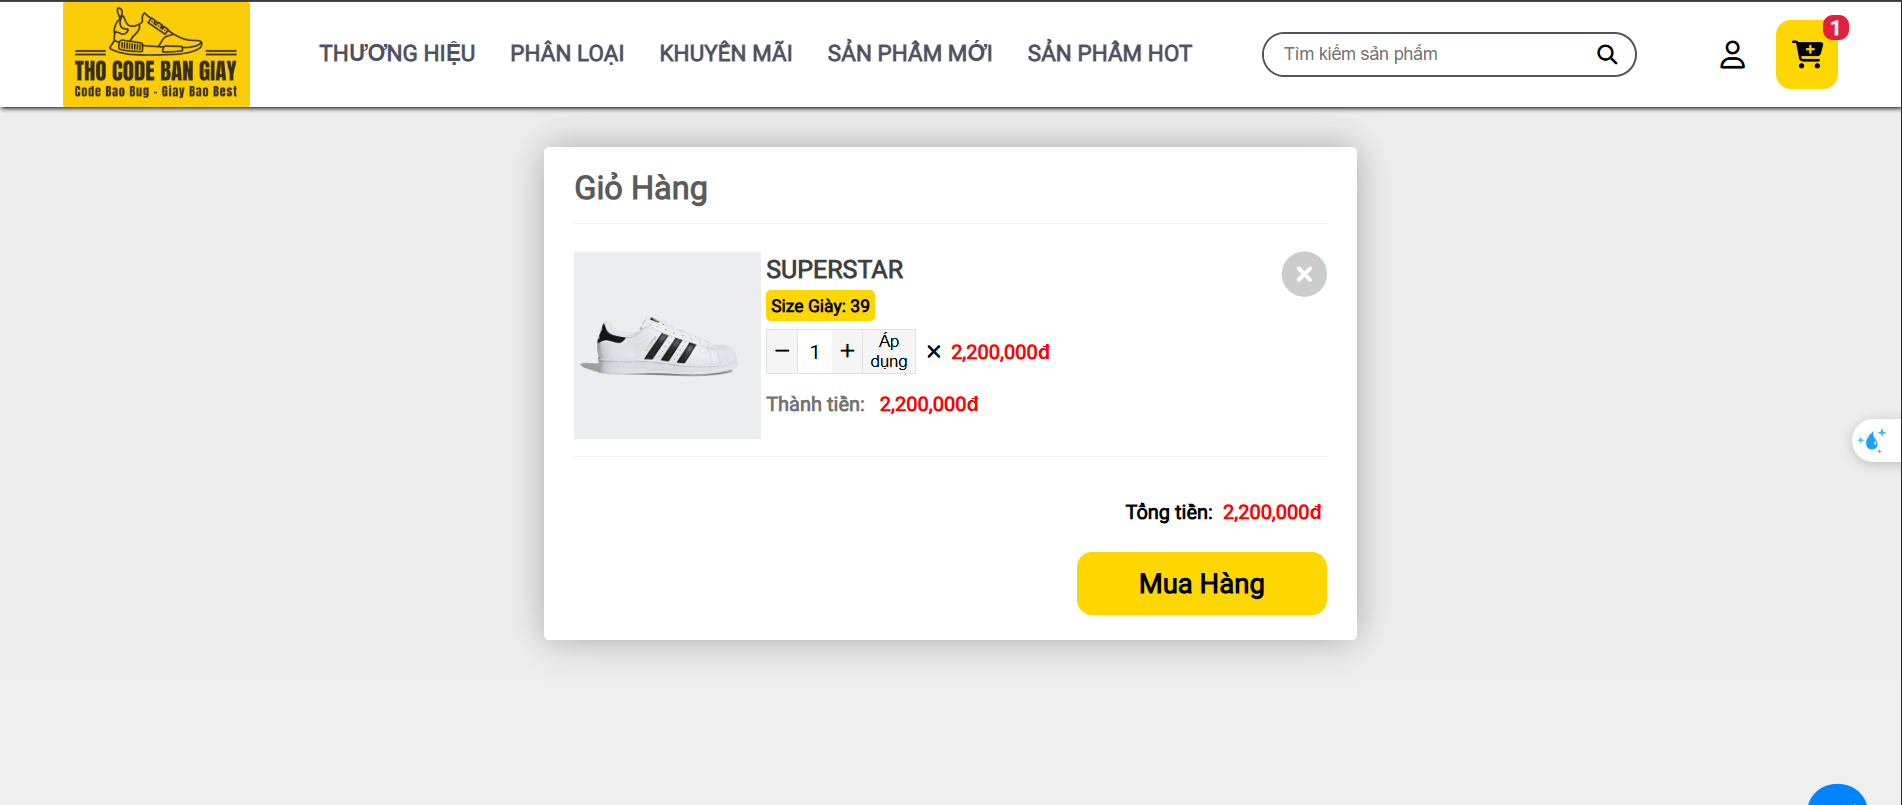 THO CODE BAN GIAY
Code Bao Bug - Giay Bao Best
THƯƠNG HIỆU PHÂN LOẠI KHUYẾN MÃI SẢN PHẨM MỚI SẢN PHẨM HOT
Tìm kiếm sản phẩm
1
Giỏ Hàng
SUPERSTAR
Size Giày: 39
− 1 + Áp dụng × 2,200,000đ
Thành tiền: 2,200,000đ
Tổng tiền: 2,200,000đ
Mua Hàng